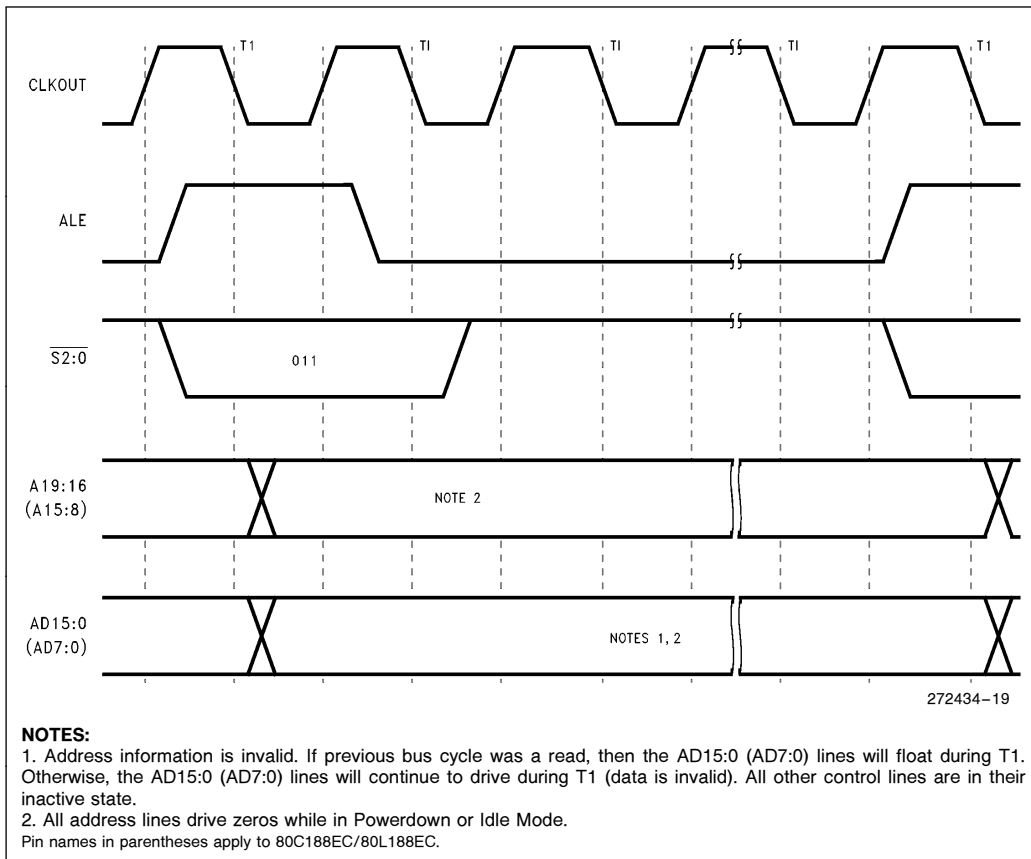 T1 TI TI TI T1
CLKOUT
ALE
S2:0
011
A19:16
(A15:8)
NOTE 2
AD15:0
(AD7:0)
NOTES 1,2
272434–19
NOTES:
1. Address information is invalid. If previous bus cycle was a read, then the AD15:0 (AD7:0) lines will float during T1.
Otherwise, the AD15:0 (AD7:0) lines will continue to drive during T1 (data is invalid). All other control lines are in their
inactive state.
2. All address lines drive zeros while in Powerdown or Idle Mode.
Pin names in parentheses apply to 80C188EC/80L188EC.